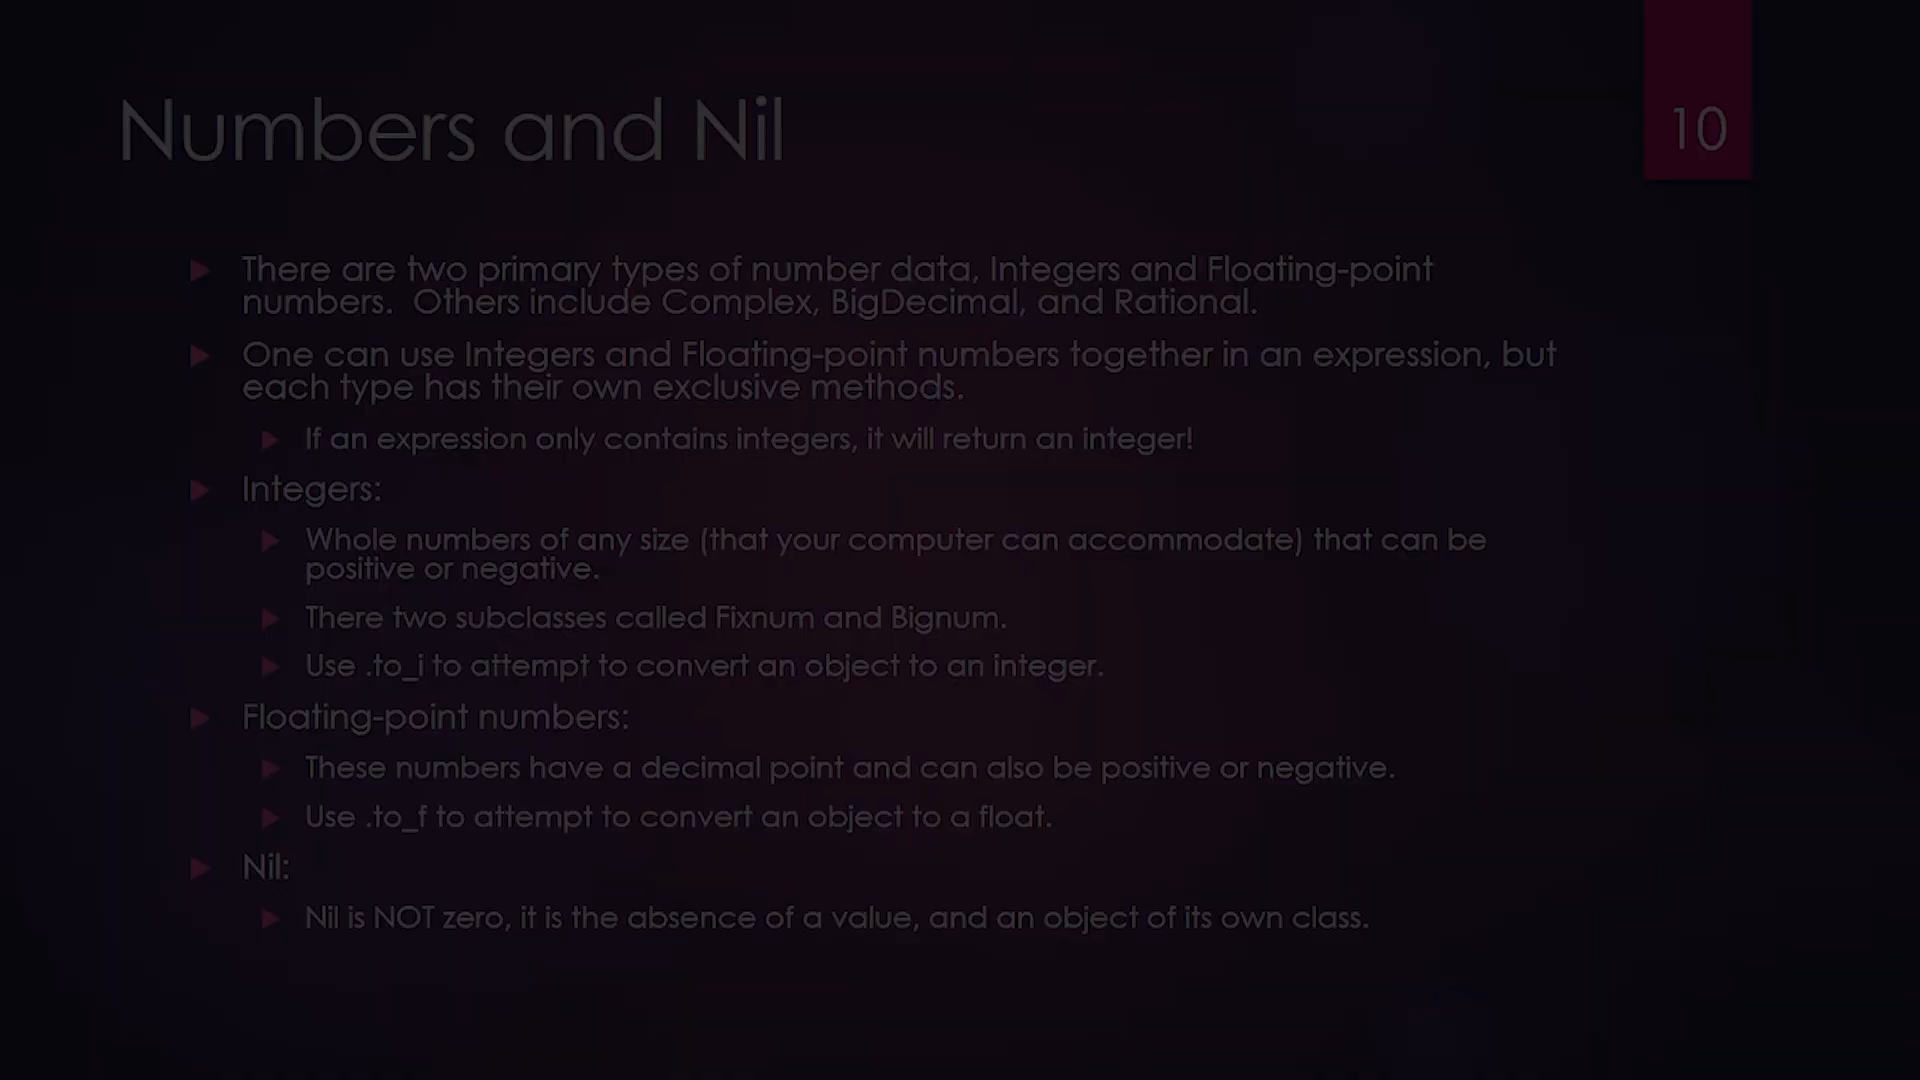 Numbers and Nil
10
There are two primary types of number data, Integers and Floating-point
numbers.  Others include Complex, BigDecimal, and Rational.
One can use Integers and Floating-point numbers together in an expression, but
each type has their own exclusive methods.
If an expression only contains integers, it will return an integer!
Integers:
Whole numbers of any size (that your computer can accommodate) that can be
positive or negative.
There two subclasses called Fixnum and Bignum.
Use .to_i to attempt to convert an object to an integer.
Floating-point numbers:
These numbers have a decimal point and can also be positive or negative.
Use .to_f to attempt to convert an object to a float.
Nil:
Nil is NOT zero, it is the absence of a value, and an object of its own class.